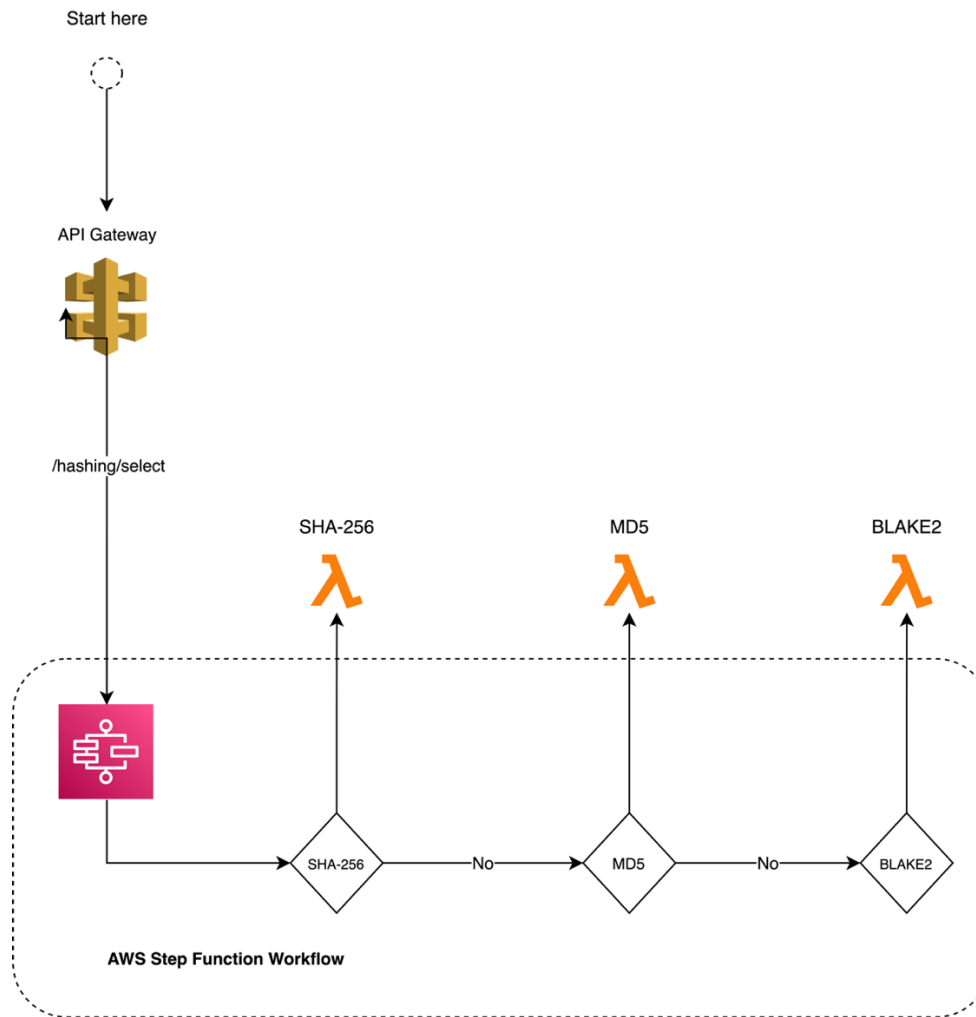 Start here
API Gateway
/hashing/select
SHA-256
MD5
BLAKE2
SHA-256
No
MD5
No
BLAKE2
AWS Step Function Workflow